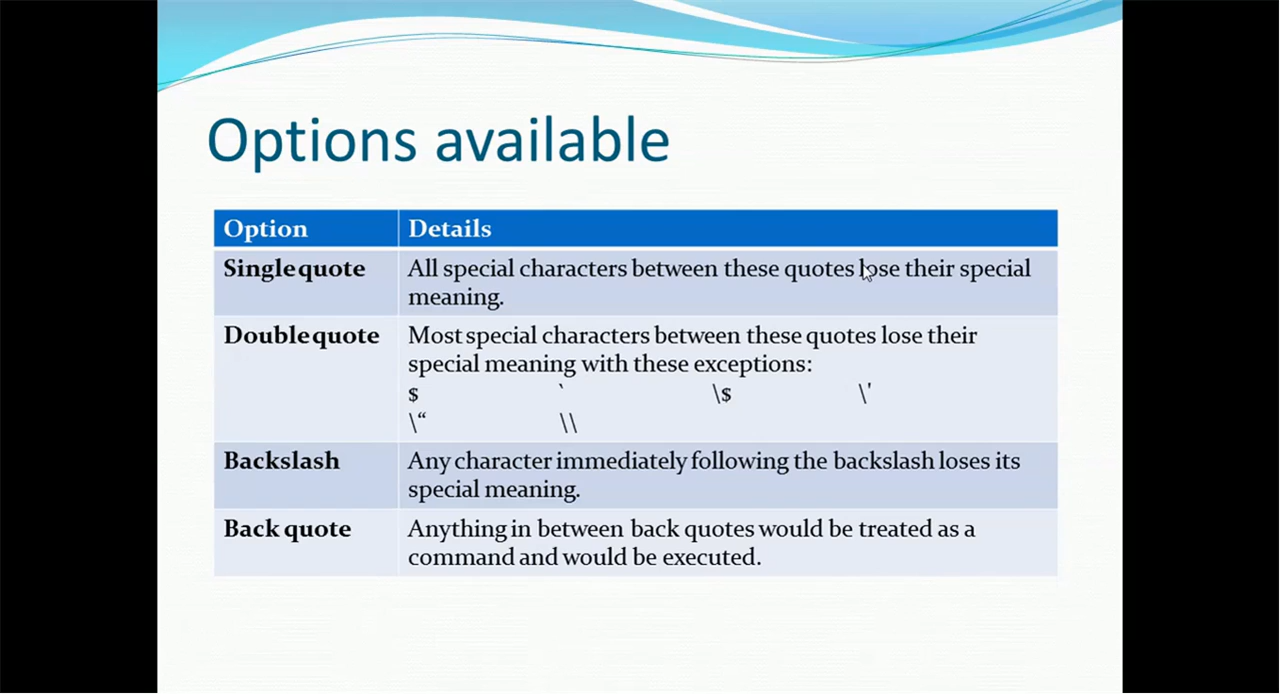 Options available
Option Details
Single quote All special characters between these quotes lose their special
meaning.
Double quote Most special characters between these quotes lose their
special meaning with these exceptions:
$ ` \$ \'
\“ \\
Backslash Any character immediately following the backslash loses its
special meaning.
Back quote Anything in between back quotes would be treated as a
command and would be executed.